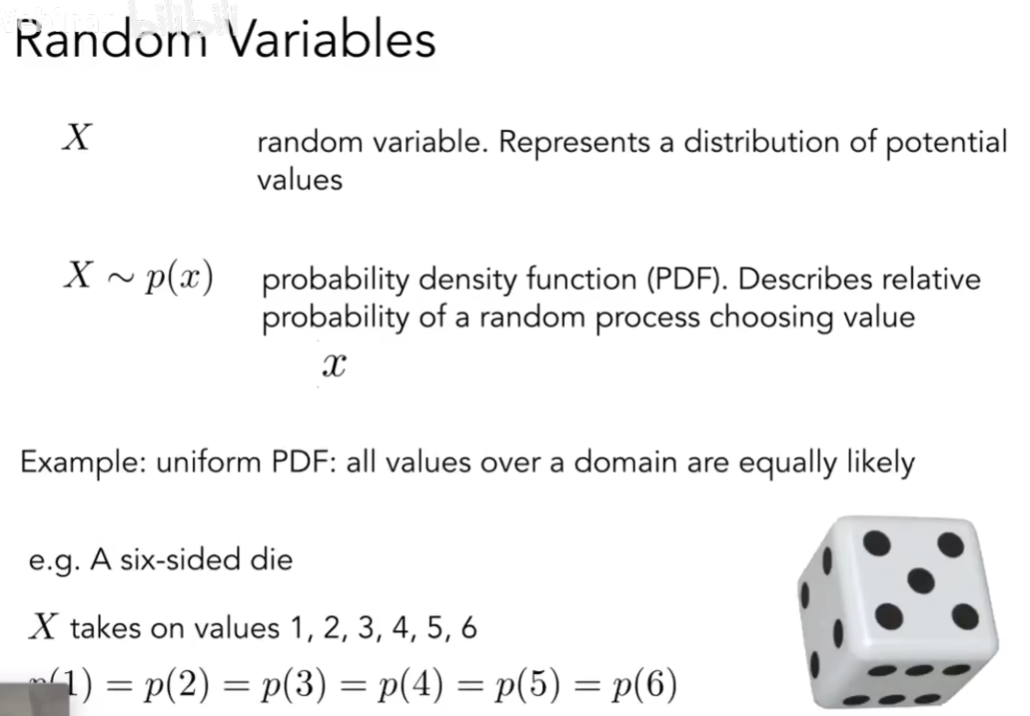 Random Variables
X random variable. Represents a distribution of potential
values
X ∼ p(x) probability density function (PDF). Describes relative
probability of a random process choosing value
x
Example: uniform PDF: all values over a domain are equally likely
e.g. A six-sided die
X takes on values 1, 2, 3, 4, 5, 6
(1) = p(2) = p(3) = p(4) = p(5) = p(6)